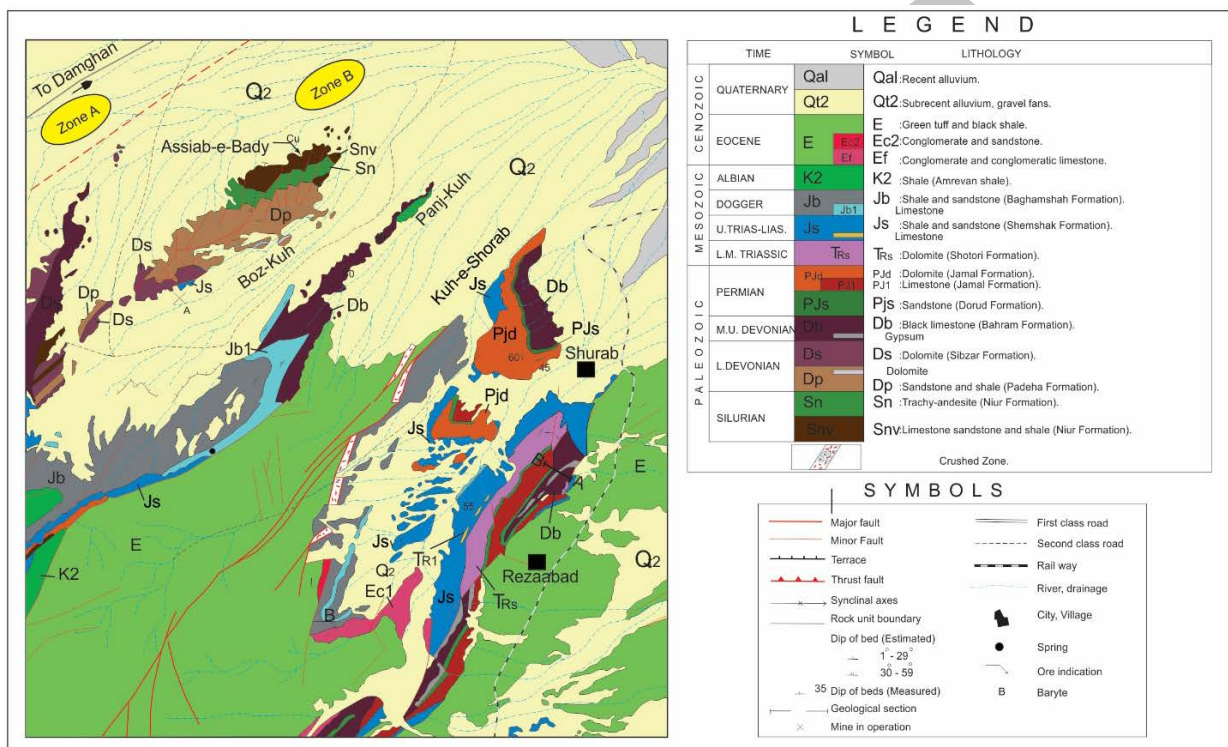 To Damghan
Zone A
Zone B
Q2
Cu
Assiab-e-Bady
Snv
Sn
Q2
Dp
Panj-Kuh
Ds
Boz-Kuh
Ds
Dp
Js
A
Ds
60
Db
Kuh-e-Shorab
Js
Db
Jb1
Pjd
PJs
60
45
Shurab
Pjd
Js
Jb
Js
E
B
A
E
55
Db
E
K2
Js
TR1
Q2
Rezaabad
Q2
Ec1
TRs
Js
B
LEGEND
TIME SYMBOL LITHOLOGY
CENOZOIC
QUATERNARY
Qal Qal :Recent alluvium.
Qt2 Qt2 :Subrecent alluvium, gravel fans.
EOCENE
E E :Green tuff and black shale.
Ec2 Ec2 :Conglomerate and sandstone.
Ef Ef :Conglomerate and conglomeratic limestone.
MESOZOIC
ALBIAN K2 K2 :Shale (Amrevan shale).
DOGGER Jb Jb :Shale and sandstone (Baghamshah Formation).
Jb1 Limestone
U.TRIAS-LIAS. Js Js :Shale and sandstone (Shemshak Formation).
Limestone
L.M. TRIASSIC TRs TRs :Dolomite (Shotori Formation).
PALEOZOIC
PERMIAN
PJd PJd :Dolomite (Jamal Formation).
PJ1 PJ1 :Limestone (Jamal Formation).
PJs Pjs :Sandstone (Dorud Formation).
M.U. DEVONIAN Db Db :Black limestone (Bahram Formation).
Gypsum
L.DEVONIAN
Ds Ds :Dolomite (Sibzar Formation).
Dolomite
Dp Dp :Sandstone and shale (Padeha Formation).
SILURIAN
Sn Sn :Trachy-andesite (Niur Formation).
Snv Snv:Limestone sandstone and shale (Niur Formation).
Crushed Zone.
SYMBOLS
Major fault
Minor Fault
Terrace
Thrust fault
Synclinal axes
Rock unit boundary
Dip of bed (Estimated)
1 - 29
30 - 59
35 Dip of beds (Measured)
Geological section
Mine in operation
First class road
Second class road
Rail way
River, drainage
City, Village
Spring
Ore indication
B Baryte